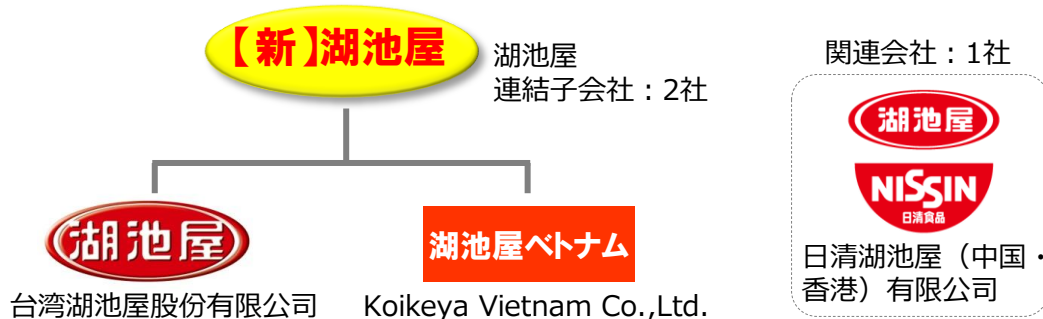 【新】湖池屋
湖池屋
連結子会社：2社
関連会社：1社
湖池屋
NISSIN
日清食品
湖池屋
湖池屋ベトナム
日清湖池屋（中国・
香港）有限公司
台湾湖池屋股份有限公司
Koikeya Vietnam Co.,Ltd.